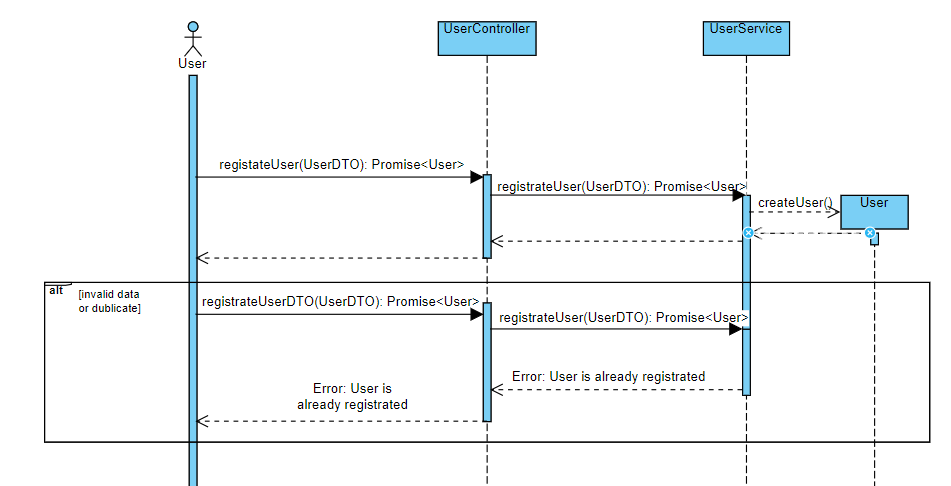 UserController
UserService
User
registateUser(UserDTO): Promise<User>
registrateUser(UserDTO): Promise<User>
createUser()
User
alt
[invalid data
or dublicate]
registrateUserDTO(UserDTO): Promise<User>
registrateUser(UserDTO): Promise<User>
Error: User is already registrated
Error: User is
already registrated